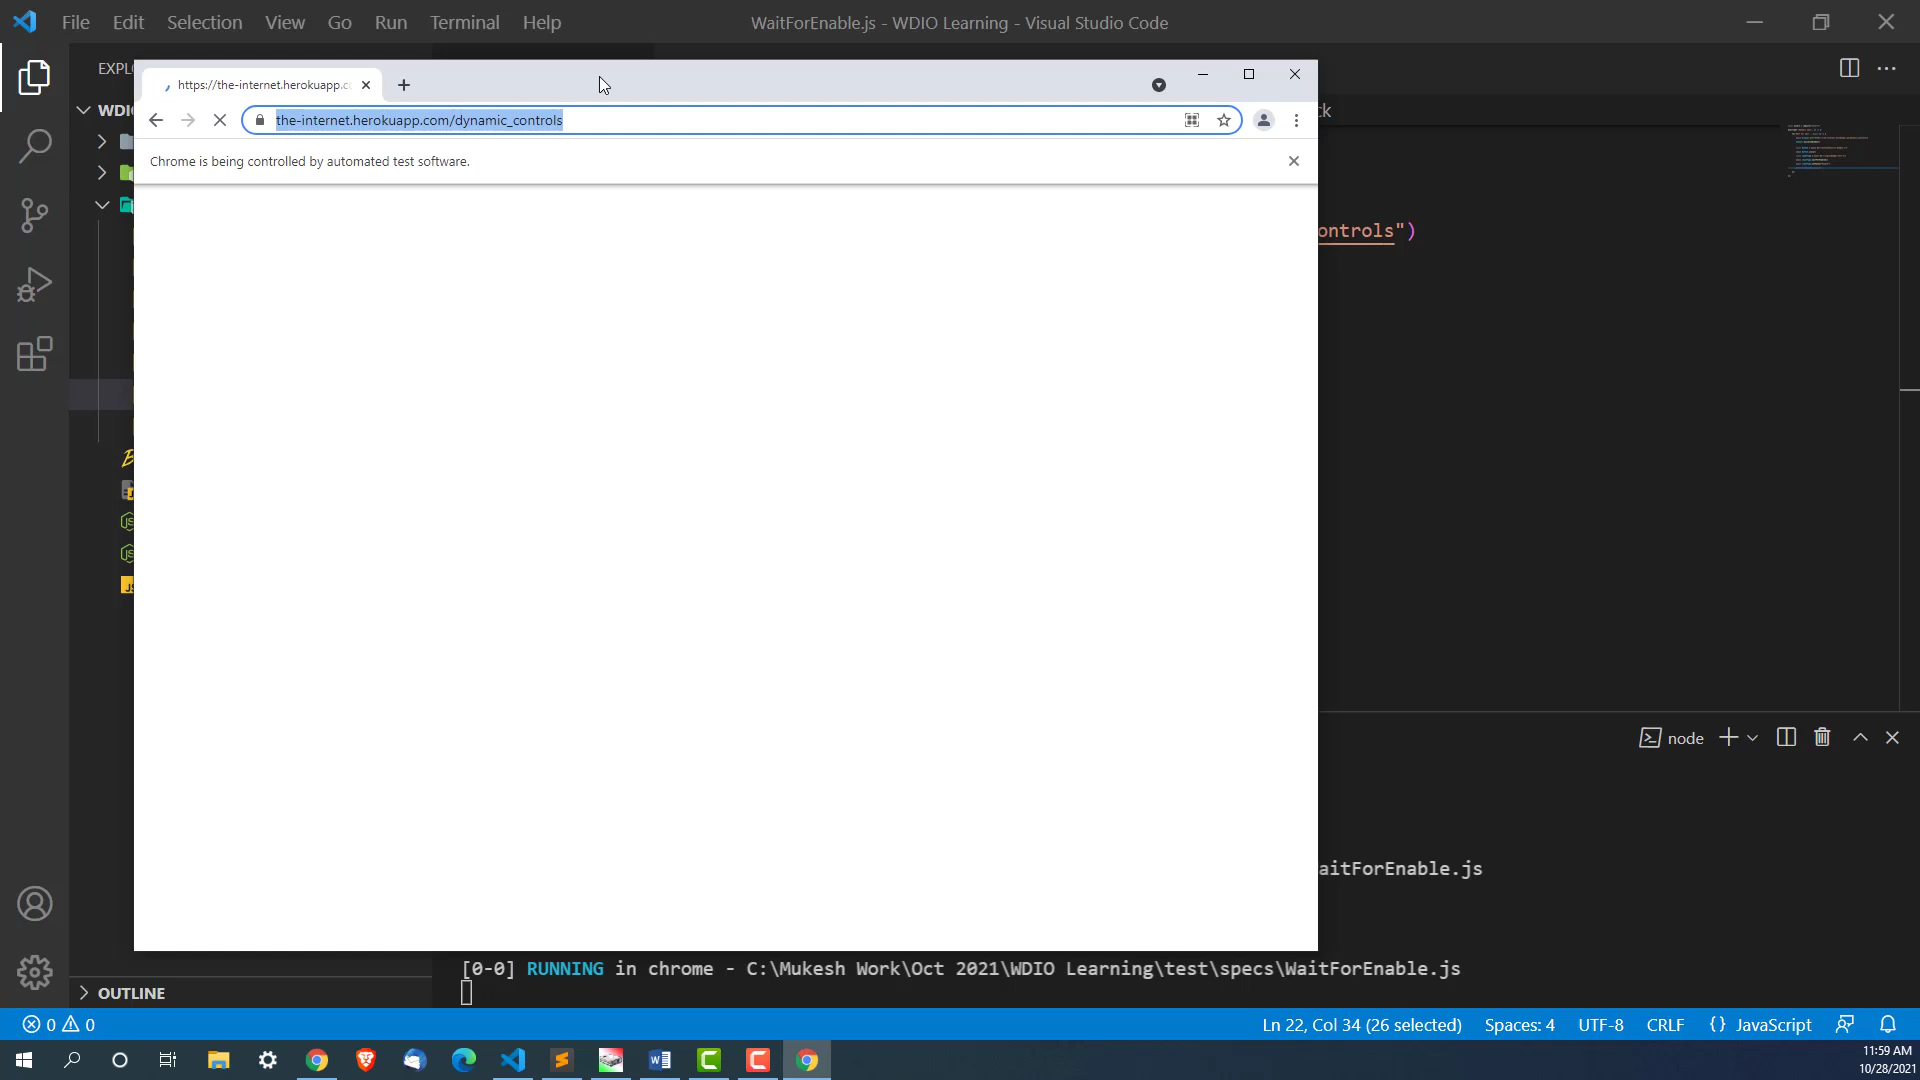 File Edit Selection View Go Run Terminal Help
WaitForEnable.js - WDIO Learning - Visual Studio Code
EXPL
https://the-internet.herokuapp.c
WDI
the-internet.herokuapp.com/dynamic_controls
ck
Chrome is being controlled by automated test software.
ontrols")
node
aitForEnable.js
[0-0] RUNNING in chrome - C:\Mukesh Work\Oct 2021\WDIO Learning\test\specs\WaitForEnable.js
OUTLINE
0 0
Ln 22, Col 34 (26 selected) Spaces: 4 UTF-8 CRLF {} JavaScript
11:59 AM
10/28/2021